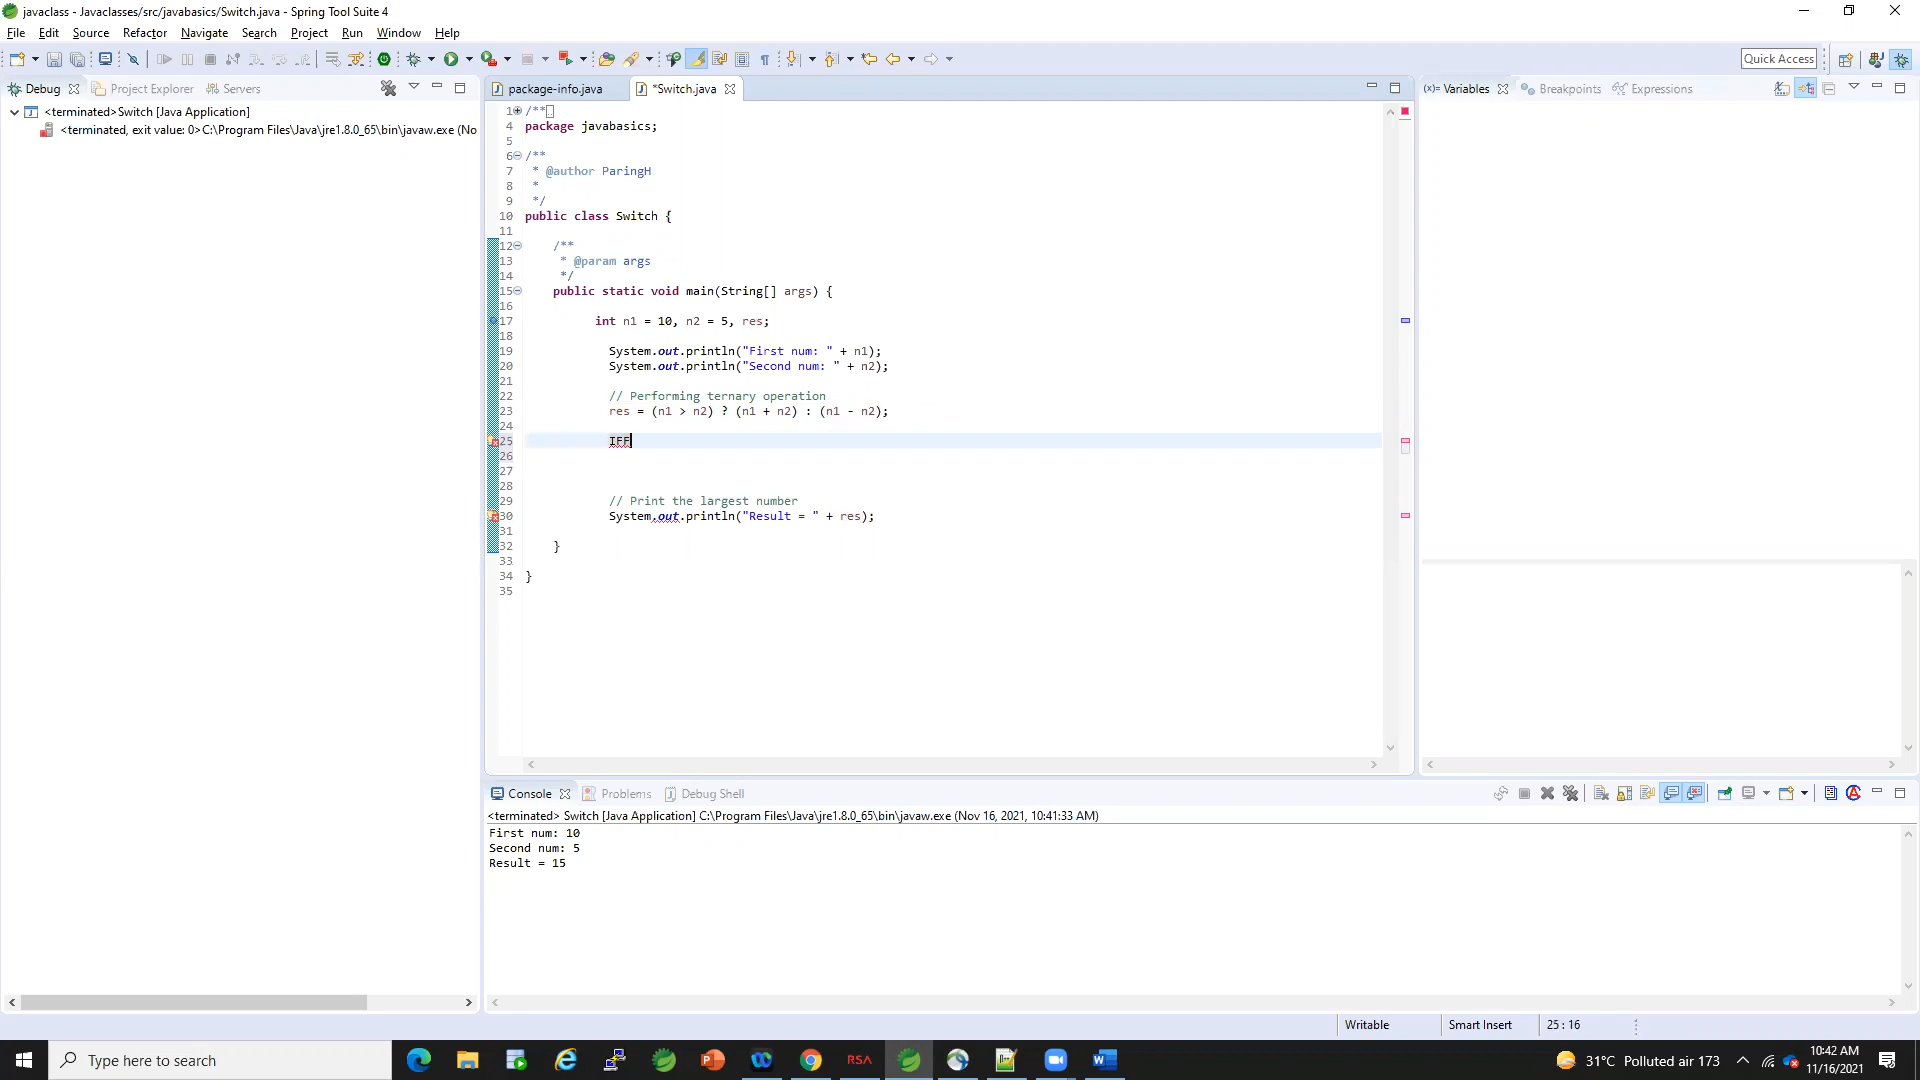 javaclass - Javaclasses/src/javabasics/Switch.java - Spring Tool Suite 4
File Edit Source Refactor Navigate Search Project Run Window Help
Quick Access
Debug Project Explorer Servers
<terminated>Switch [Java Application]
<terminated, exit value: 0>C:\Program Files\Java\jre1.8.0_65\bin\javaw.exe (No
package-info.java *Switch.java
1 /**
4 package javabasics;
5
6 /**
7 * @author ParingH
8 *
9 */
10 public class Switch {
11
12 /**
13 * @param args
14 */
15 public static void main(String[] args) {
16
17 int n1 = 10, n2 = 5, res;
18
19 System.out.println("First num: " + n1);
20 System.out.println("Second num: " + n2);
21
22 // Performing ternary operation
23 res = (n1 > n2) ? (n1 + n2) : (n1 - n2);
24
25 IFF
26
27
28
29 // Print the largest number
30 System.out.println("Result = " + res);
31
32 }
33
34 }
35
(x)= Variables Breakpoints Expressions
Console Problems Debug Shell
<terminated> Switch [Java Application] C:\Program Files\Java\jre1.8.0_65\bin\javaw.exe (Nov 16, 2021, 10:41:33 AM)
First num: 10
Second num: 5
Result = 15
Writable Smart Insert 25 : 16
Type here to search
RSA
31°C Polluted air 173
10:42 AM
11/16/2021